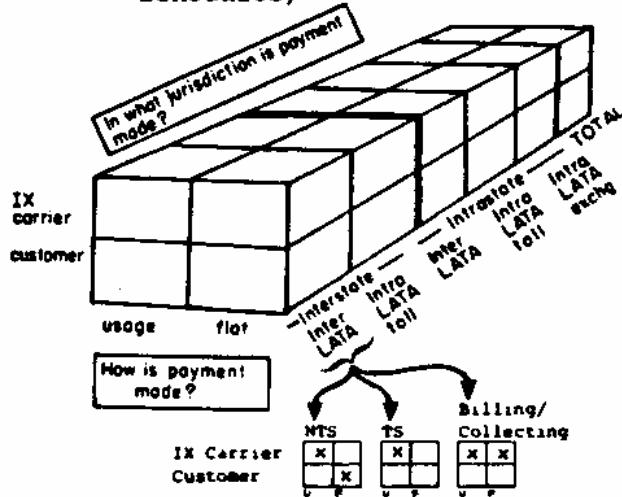 In what jurisdiction is payment
made?
IX
carrier
customer
usage
flat
How is payment
made?
Interstate
Inter
LATA
Intra
LATA
toll
Intrastate
Inter
LATA
Intra
LATA
toll
Intra
LATA
exchg
TOTAL
NTS
TS
Billing/
Collecting
IX Carrier
X
X
X X
Customer
X
U F